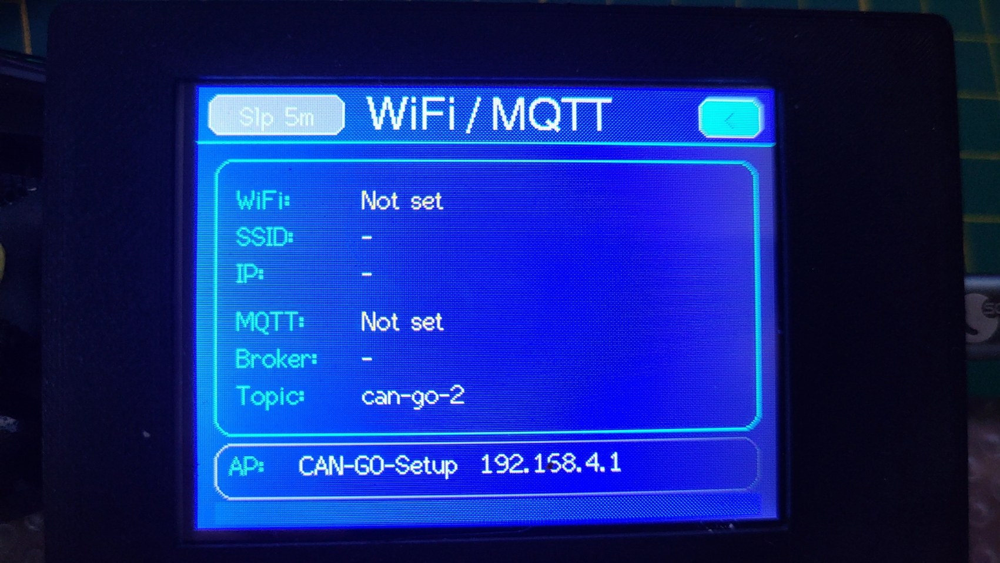 Slp 5m WiFi / MQTT <
WiFi: Not set
SSID: -
IP: -
MQTT: Not set
Broker: -
Topic: can-go-2
AP: CAN-GO-Setup 192.168.4.1